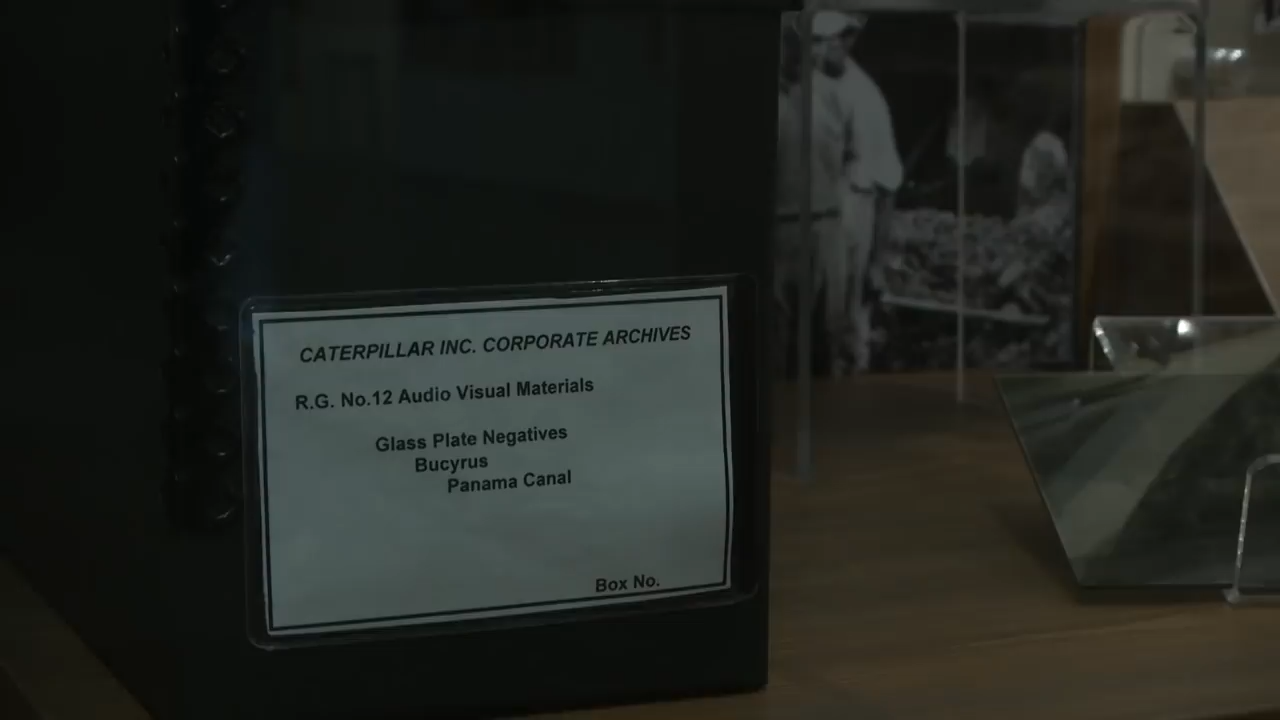 CATERPILLAR INC. CORPORATE ARCHIVES
R.G. No.12 Audio Visual Materials
Glass Plate Negatives
Bucyrus
Panama Canal
Box No.